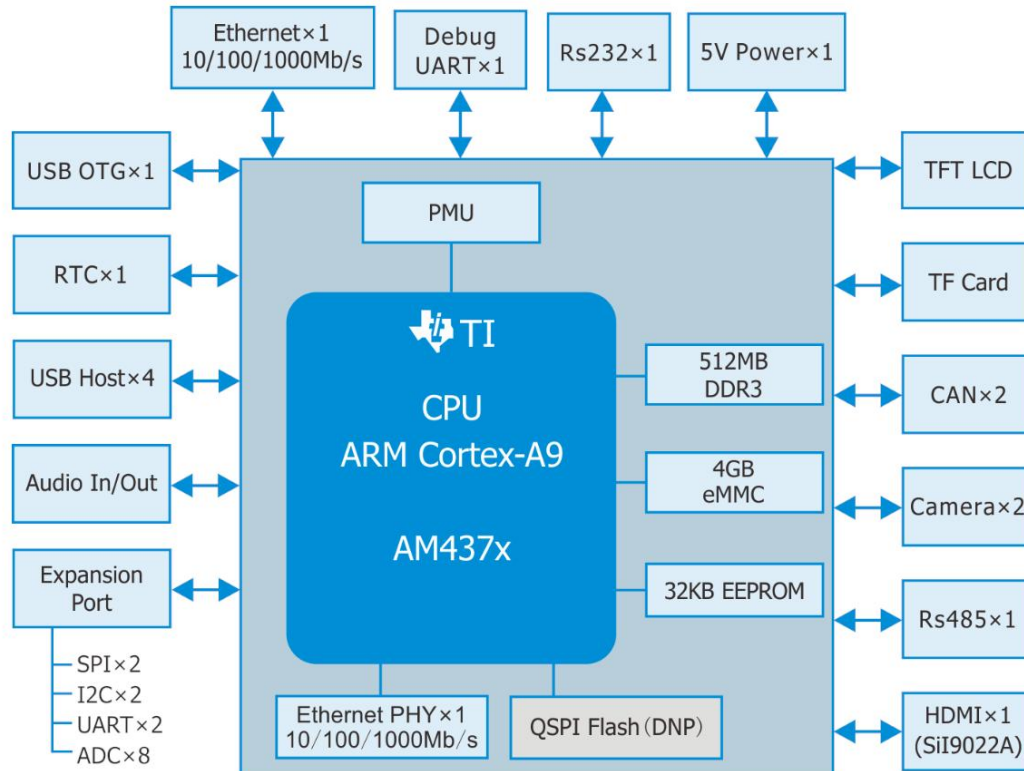 Ethernet×1
10/100/1000Mb/s
Debug
UART×1
Rs232×1
5V Power×1
USB OTG×1
RTC×1
USB Host×4
Audio In/Out
Expansion
Port
SPI×2
I2C×2
UART×2
ADC×8
PMU
TI
CPU
ARM Cortex-A9
AM437x
512MB
DDR3
4GB
eMMC
32KB EEPROM
Ethernet PHY×1
10/100/1000Mb/s
QSPI Flash(DNP)
TFT LCD
TF Card
CAN×2
Camera×2
Rs485×1
HDMI×1
(SiI9022A)